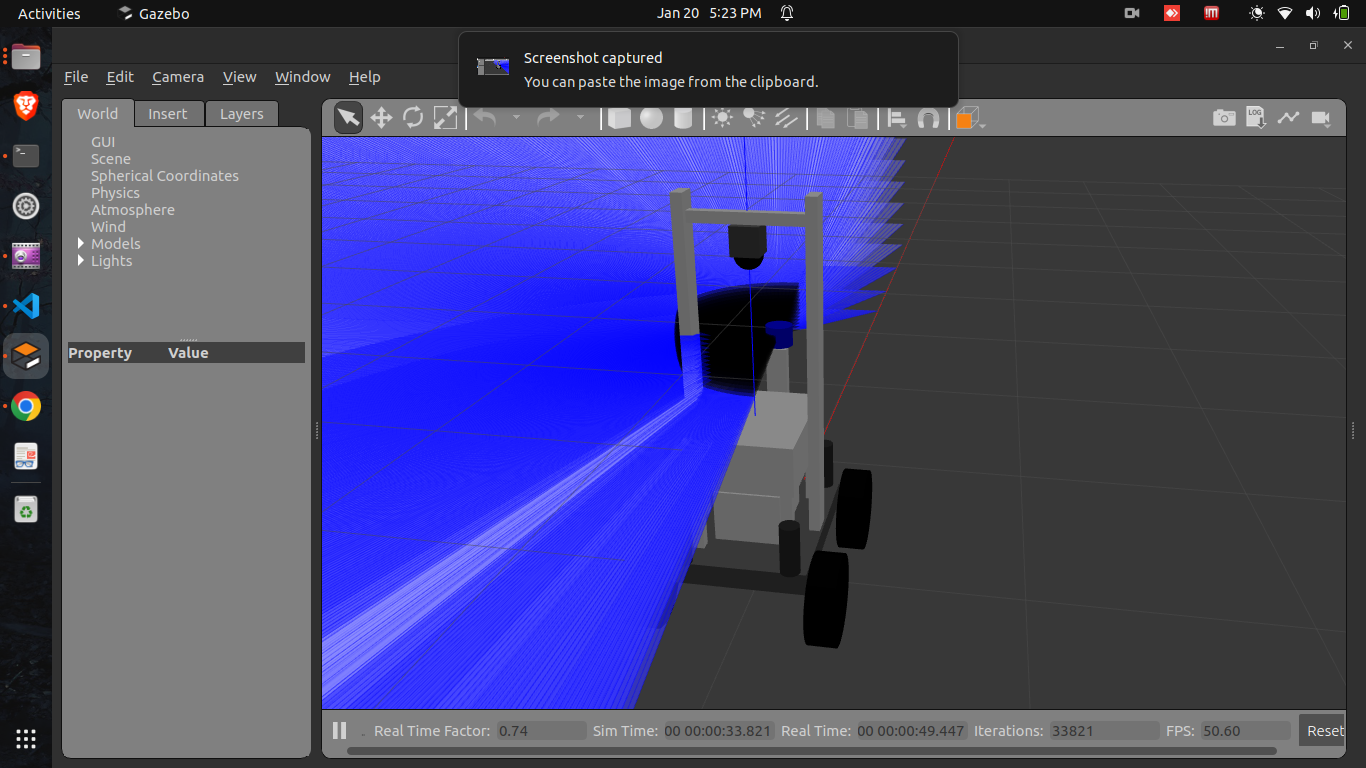 Activities
Gazebo
Jan 20 5:23 PM
Screenshot captured
You can paste the image from the clipboard.
File Edit Camera View Window Help
World Insert Layers
LOG
GUI
Scene
Spherical Coordinates
Physics
Atmosphere
Wind
Models
Lights
Property Value
Real Time Factor: 0.74 Sim Time: 00 00:00:33.821 Real Time: 00 00:00:49.447 Iterations: 33821 FPS: 50.60 Reset